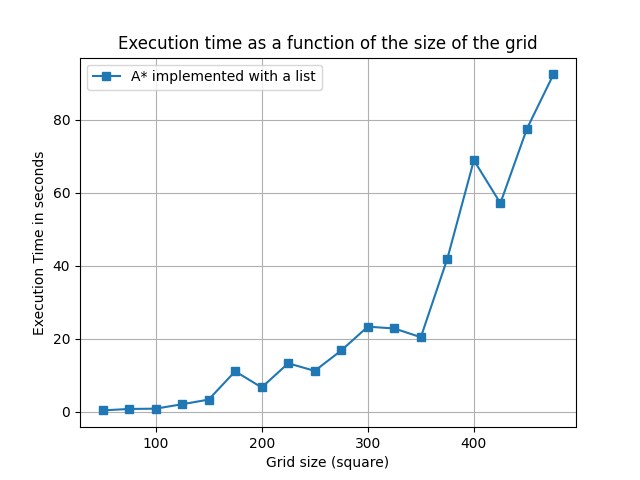 Execution time as a function of the size of the grid
A* implemented with a list
80
60
40
20
0
Execution Time in seconds
100 200 300 400
Grid size (square)